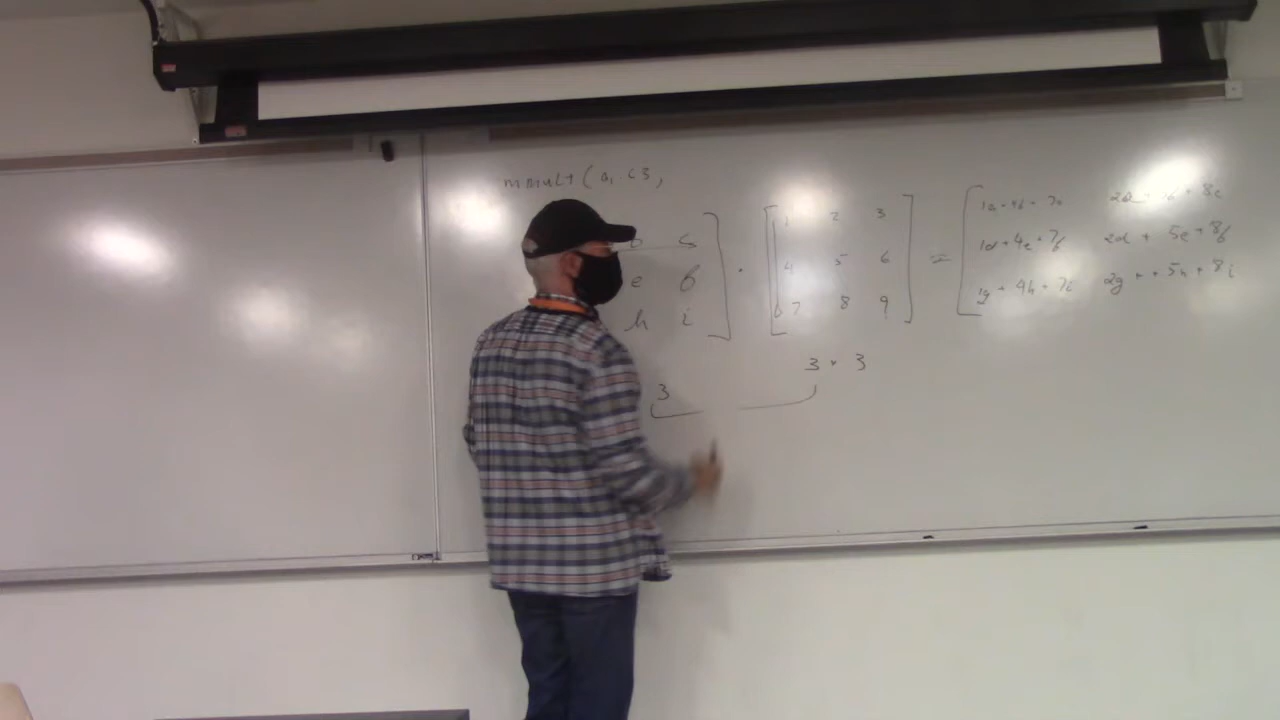 mmult(a, c3,
b c 1 2 3 1a + 4b + 7c 2a + 5b + 8c
e f · 4 5 6 = 1d + 4e + 7f 2d + 5e + 8f
h i 7 8 9 1g + 4h + 7i 2g + + 5h + 8i
3 × 3
3